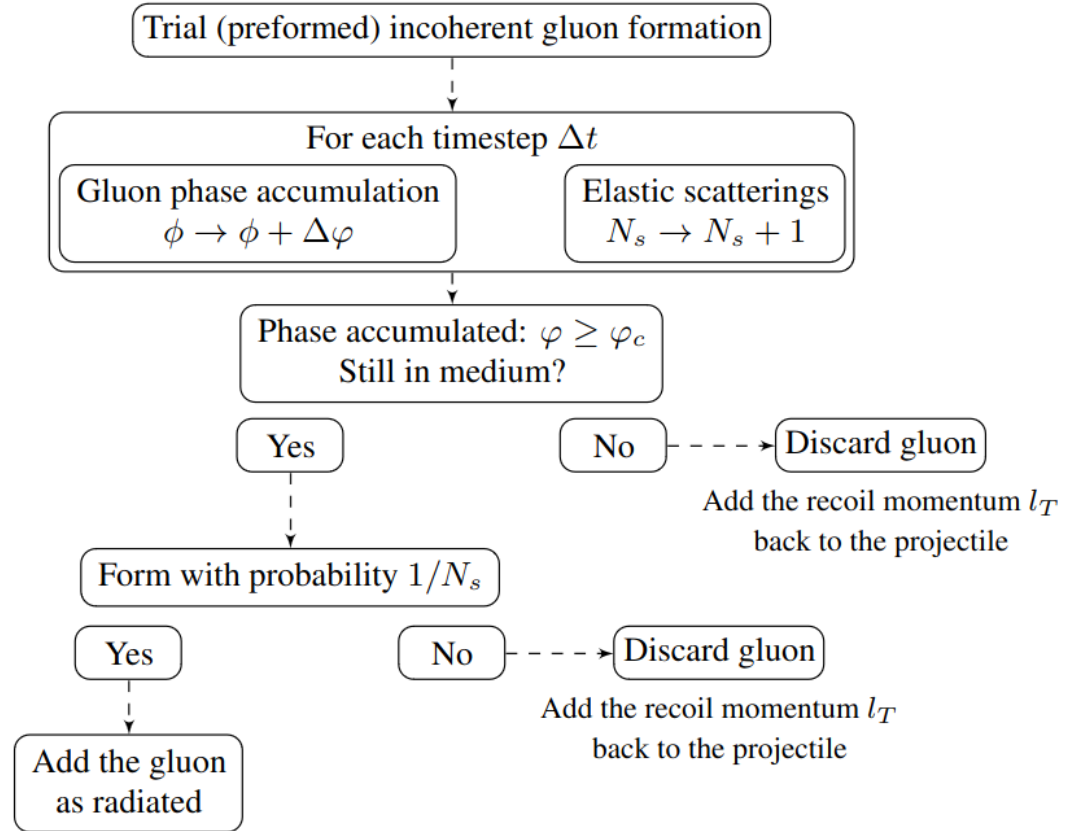 Trial (preformed) incoherent gluon formation
For each timestep Δt
Gluon phase accumulation
ϕ → ϕ + Δφ
Elastic scatterings
N_s → N_s + 1
Phase accumulated: φ ≥ φ_c
Still in medium?
Yes
No
Discard gluon
Add the recoil momentum l_T
back to the projectile
Form with probability 1/N_s
Yes
No
Discard gluon
Add the recoil momentum l_T
back to the projectile
Add the gluon
as radiated